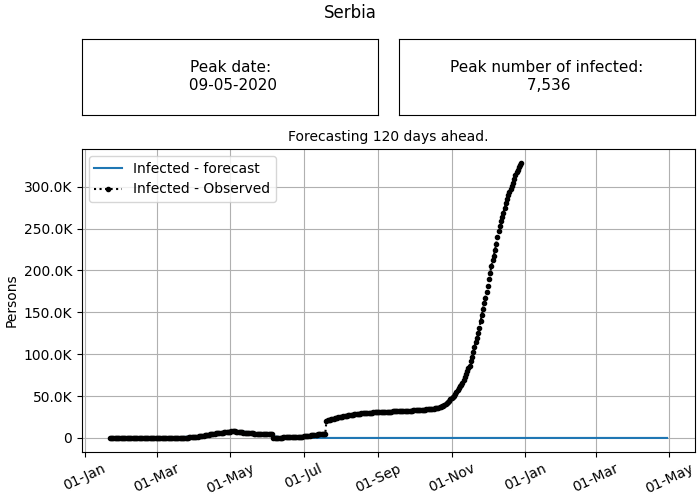 Serbia
Peak date:
09-05-2020
Peak number of infected:
7,536
Forecasting 120 days ahead.
Infected - forecast
Infected - Observed
300.0K
250.0K
200.0K
150.0K
100.0K
50.0K
0
Persons
01-Jan
01-Mar
01-May
01-Jul
01-Sep
01-Nov
01-Jan
01-Mar
01-May